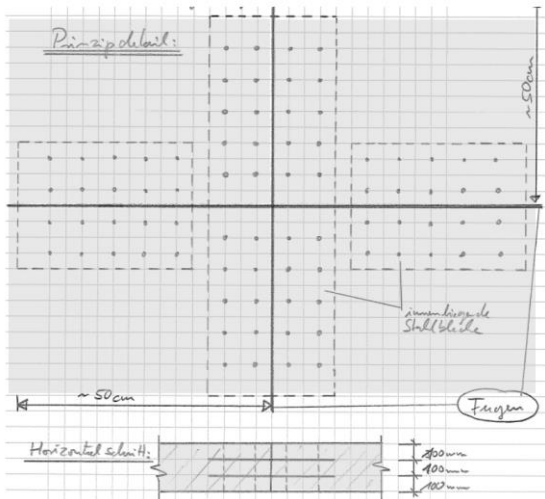 Prinzipdetail:
~50cm
innenliegende
Stahlbleche
~50cm
Fugen
Horizontalschnitt:
100mm
100mm
100mm